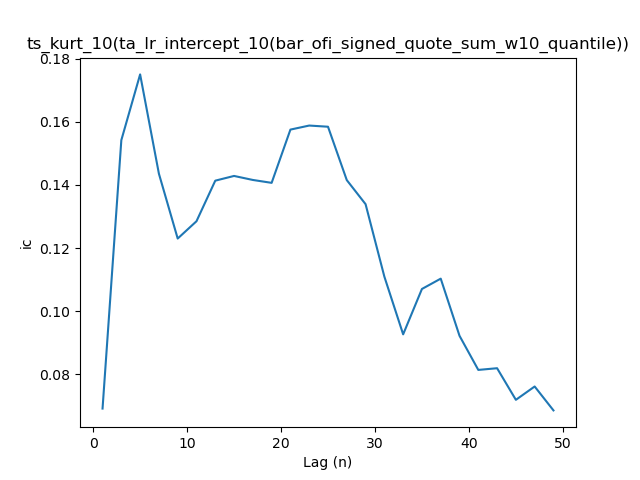 ts_kurt_10(ta_lr_intercept_10(bar_ofi_signed_quote_sum_w10_quantile))
0.18
0.16
0.14
0.12
0.10
0.08
ic
0 10 20 30 40 50
Lag (n)